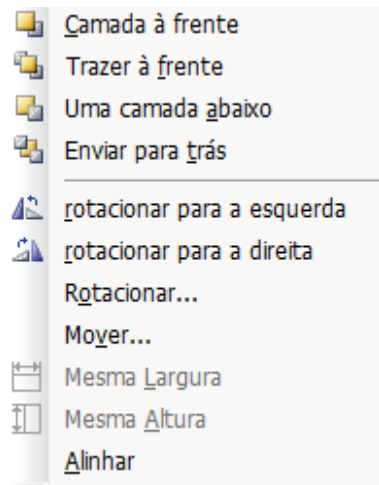 Camada à frente
Trazer à frente
Uma camada abaixo
Enviar para trás
rotacionar para a esquerda
rotacionar para a direita
Rotacionar...
Mover...
Mesma Largura
Mesma Altura
Alinhar